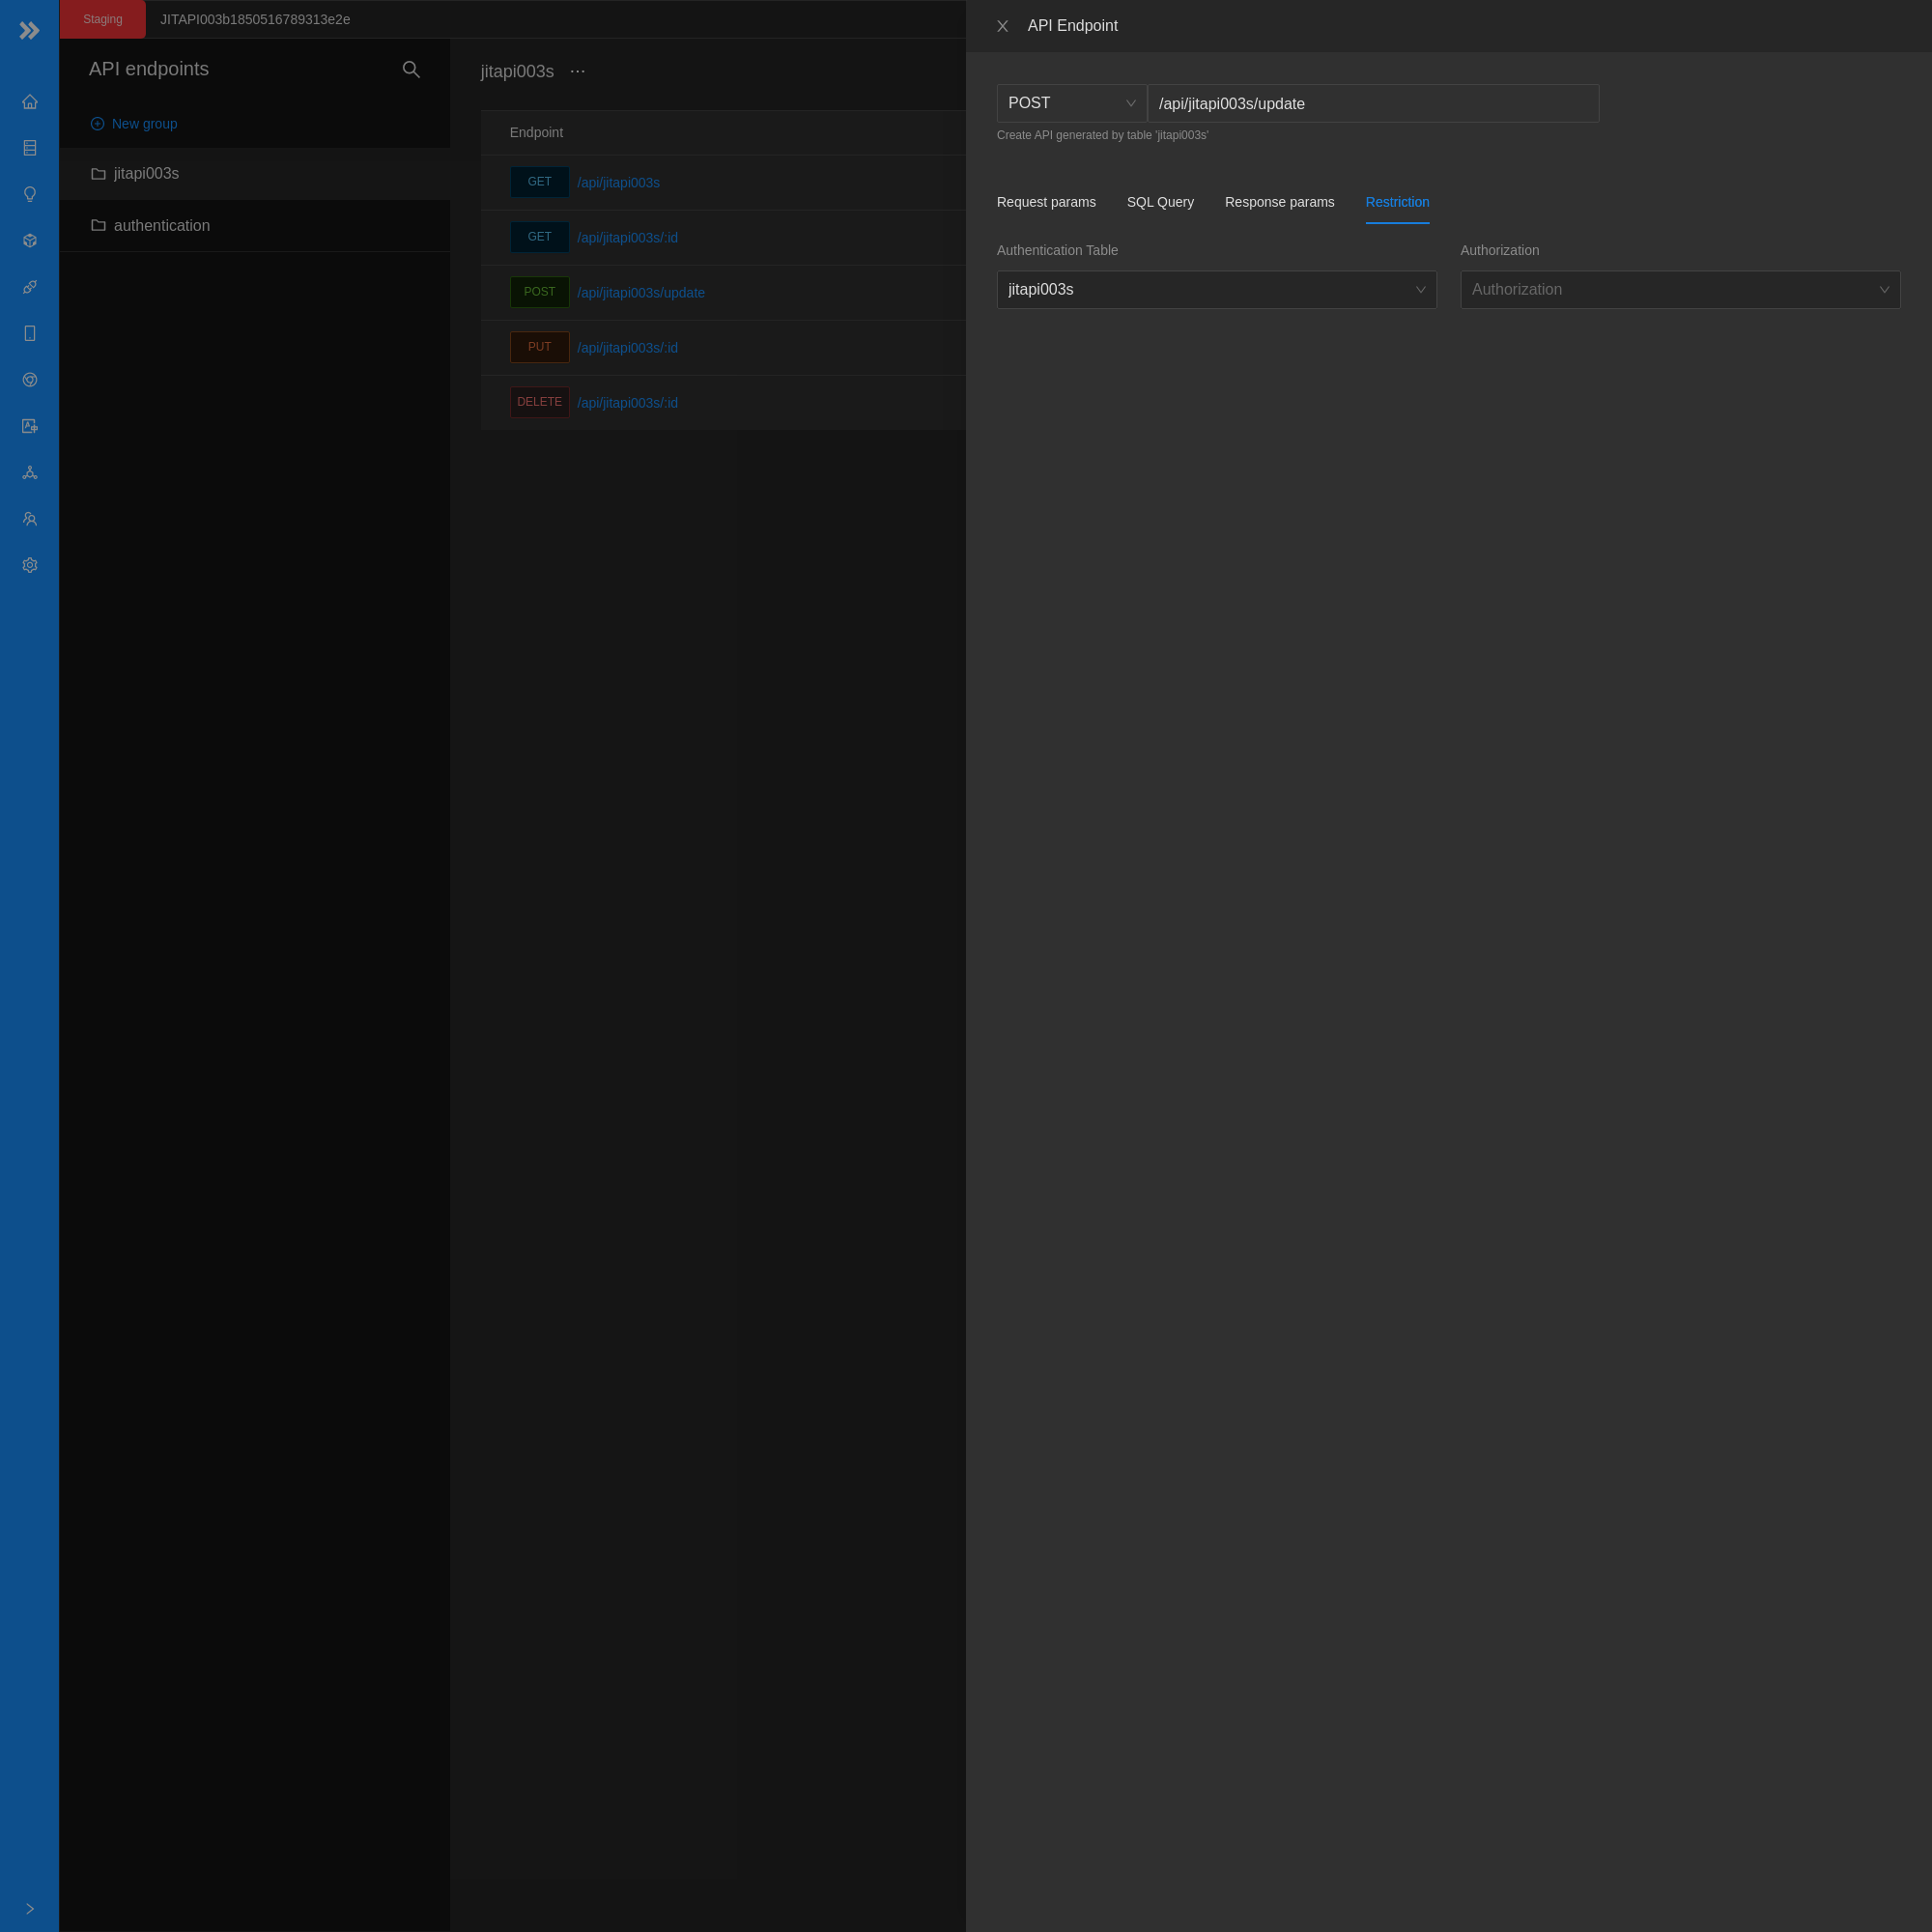 Staging
JITAPI003b1850516789313e2e
API endpoints
New group
jitapi003s
authentication
jitapi003s ···
Endpoint
GET /api/jitapi003s
GET /api/jitapi003s/:id
POST /api/jitapi003s/update
PUT /api/jitapi003s/:id
DELETE /api/jitapi003s/:id
API Endpoint
POST /api/jitapi003s/update
Create API generated by table 'jitapi003s'
Request params SQL Query Response params Restriction
Authentication Table Authorization
jitapi003s Authorization